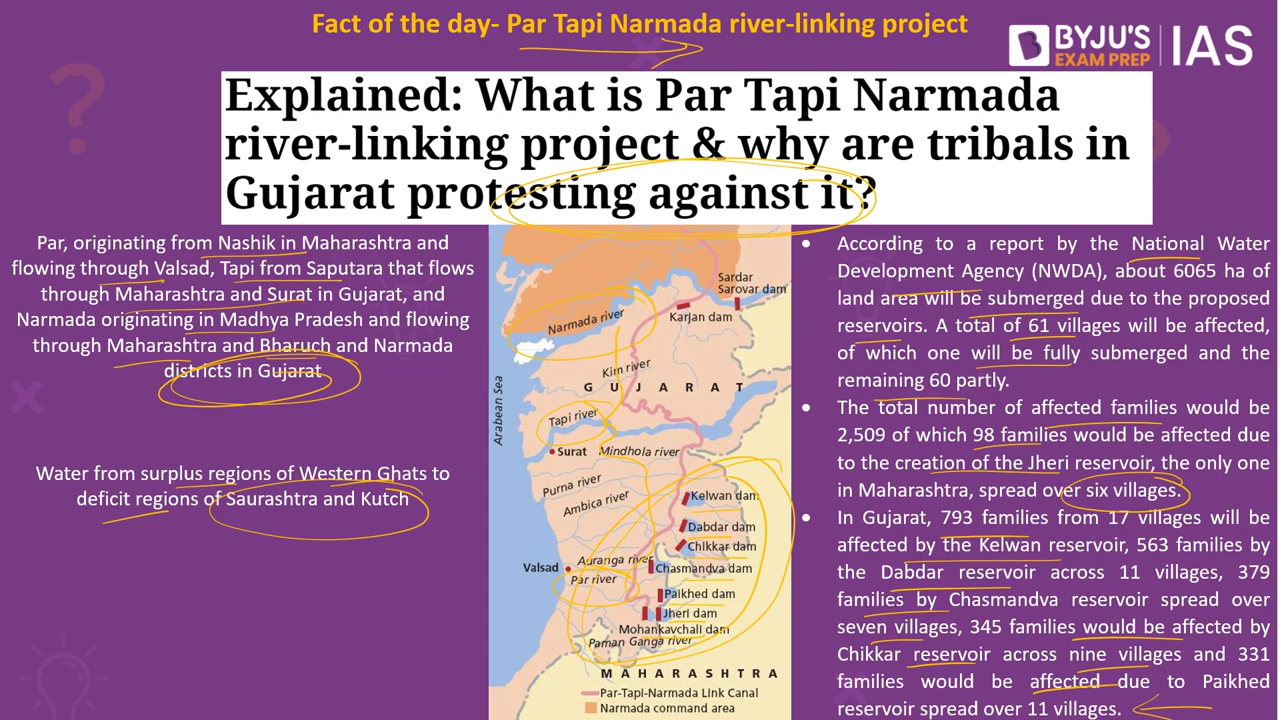 Fact of the day- Par Tapi Narmada river-linking project
BYJU'S
EXAM PREP
IAS
Explained: What is Par Tapi Narmada
river-linking project & why are tribals in
Gujarat protesting against it?
Par, originating from Nashik in Maharashtra and
flowing through Valsad, Tapi from Saputara that flows
through Maharashtra and Surat in Gujarat, and
Narmada originating in Madhya Pradesh and flowing
through Maharashtra and Bharuch and Narmada
districts in Gujarat
Water from surplus regions of Western Ghats to
deficit regions of Saurashtra and Kutch
Sardar
Sarovar dam
Narmada river
Karjan dam
Kim river
GUJARAT
Arabean Sea
Tapi river
Surat
Mindhola river
Purna river
Ambica river
Kelwan dam
Dabdar dam
Chikkar dam
Auranga river
Valsad
Chasmandva dam
Par river
Paikhed dam
Jheri dam
Mohankavchali dam
Paman Ganga river
MAHARASHTRA
Par-Tapi-Narmada Link Canal
Narmada command area
• According to a report by the National Water
Development Agency (NWDA), about 6065 ha of
land area will be submerged due to the proposed
reservoirs. A total of 61 villages will be affected,
of which one will be fully submerged and the
remaining 60 partly.
• The total number of affected families would be
2,509 of which 98 families would be affected due
to the creation of the Jheri reservoir, the only one
in Maharashtra, spread over six villages.
• In Gujarat, 793 families from 17 villages will be
affected by the Kelwan reservoir, 563 families by
the Dabdar reservoir across 11 villages, 379
families by Chasmandva reservoir spread over
seven villages, 345 families would be affected by
Chikkar reservoir across nine villages and 331
families would be affected due to Paikhed
reservoir spread over 11 villages.